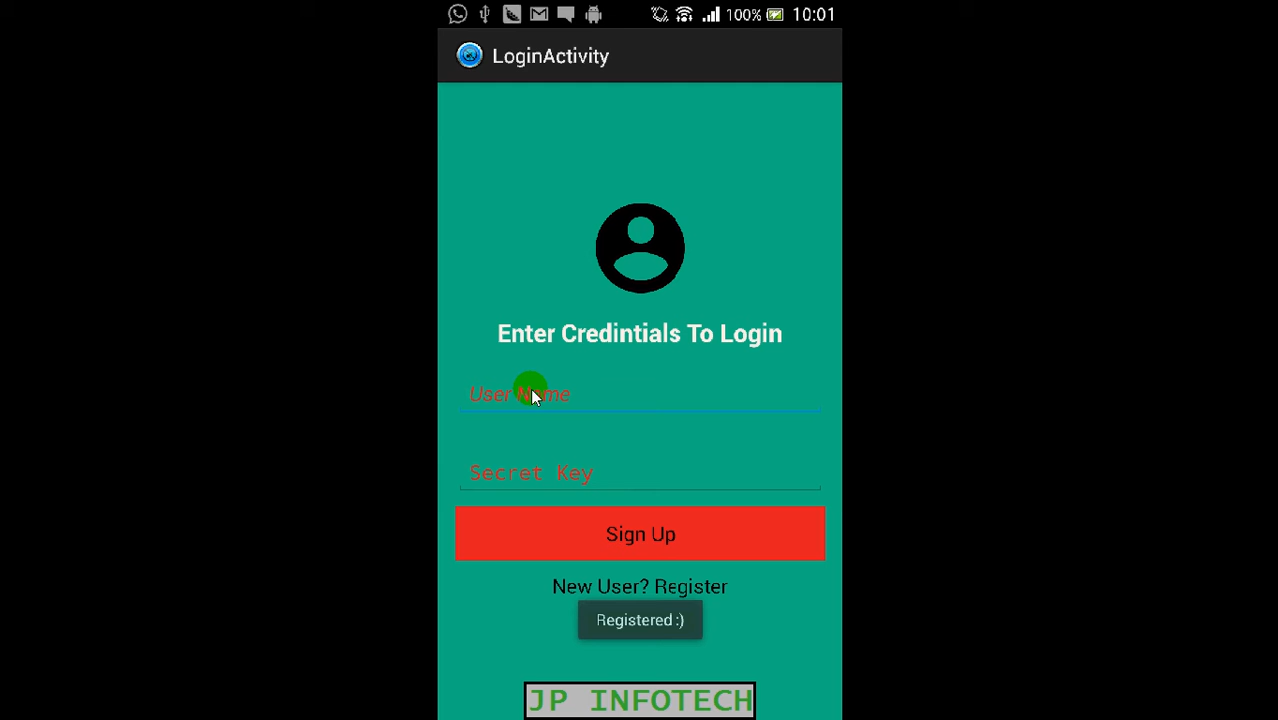 100% 10:01
LoginActivity
Enter Credintials To Login
User Name
Secret Key
Sign Up
New User? Register
Registered :)
JP INFOTECH